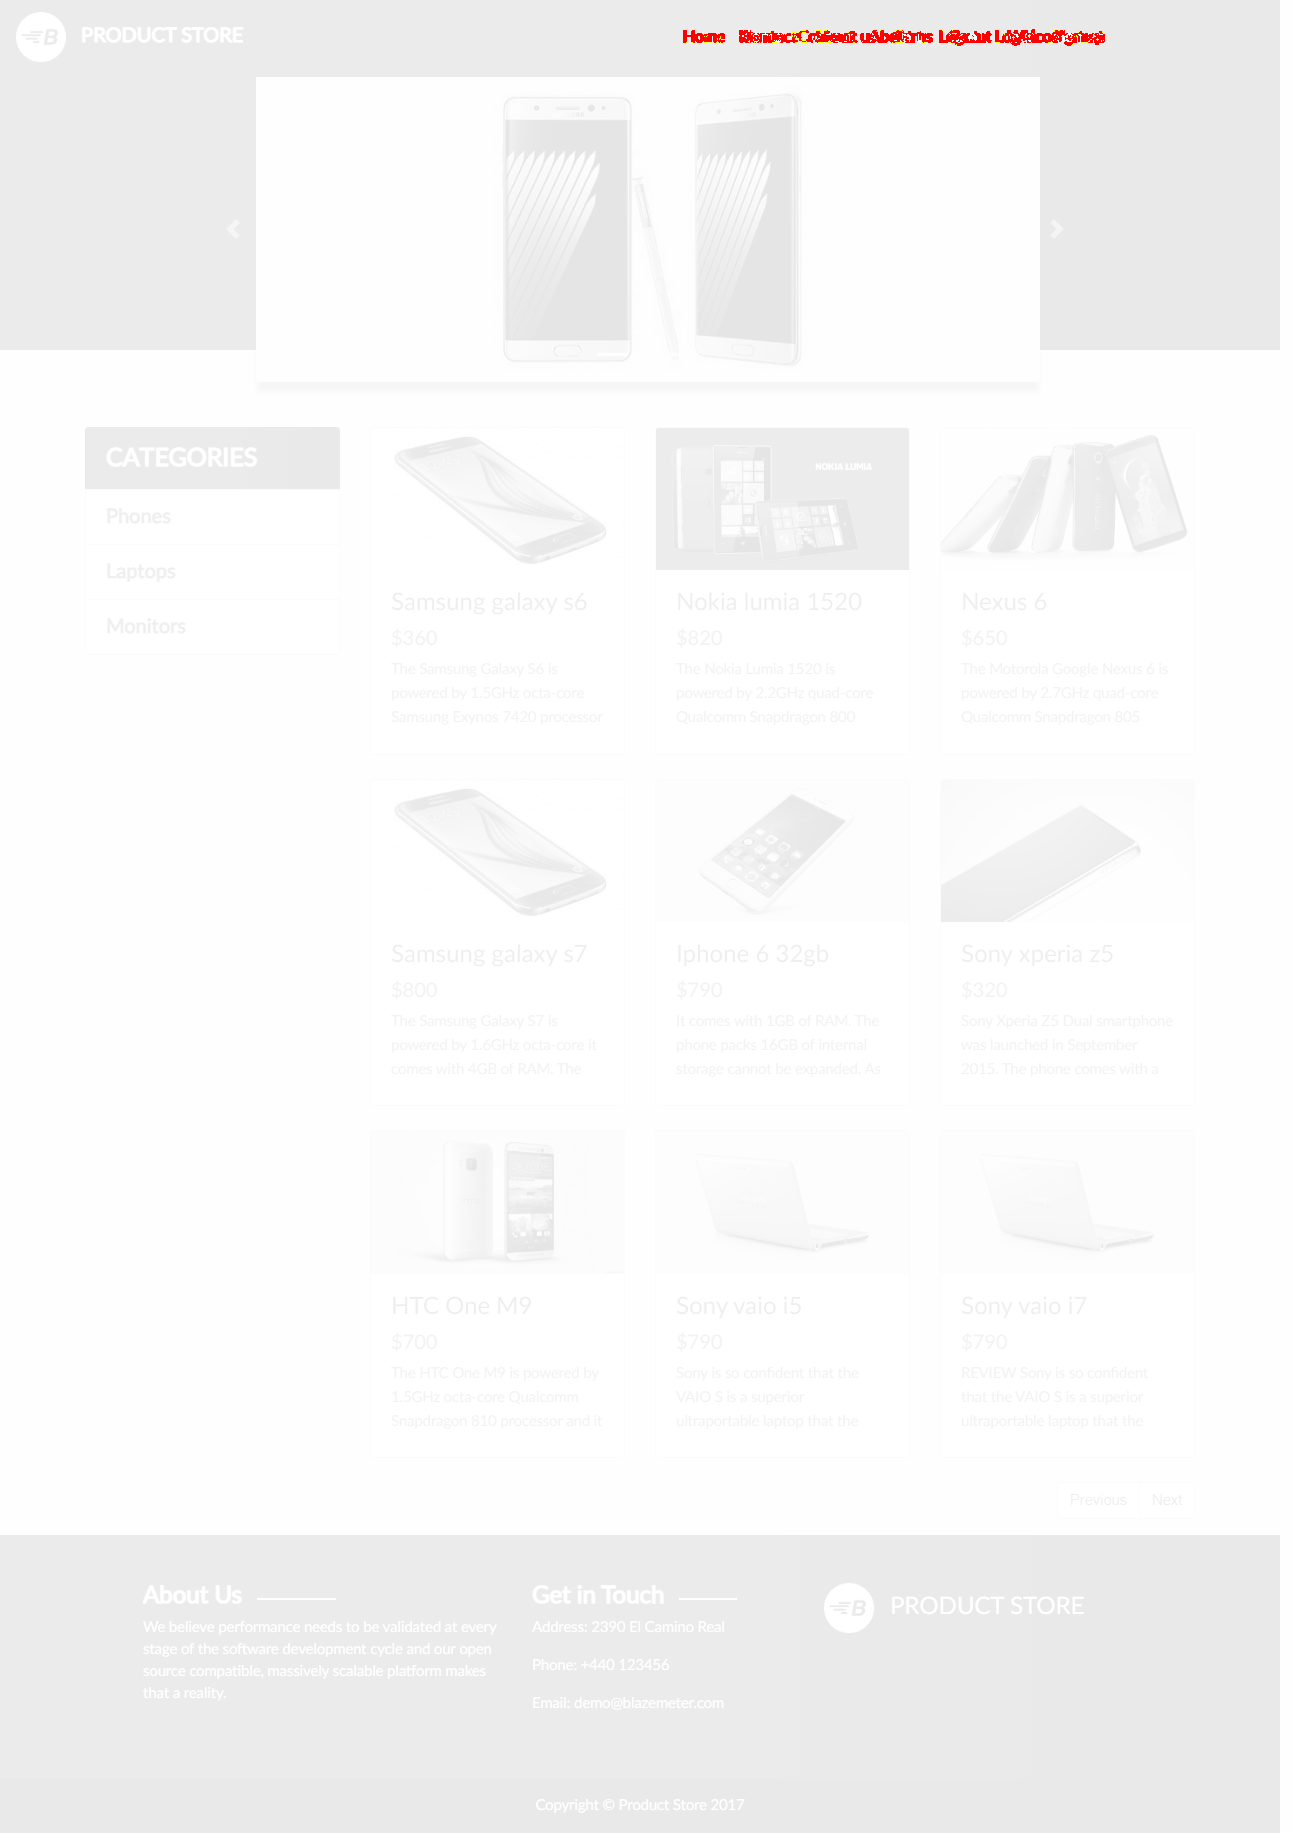 PRODUCT STORE
Home
CATEGORIES
Phones
Laptops
Monitors
NOKIA LUMIA
Samsung galaxy s6
$360
The Samsung Galaxy S6 is
powered by 1.5GHz octa-core
Samsung Exynos 7420 processor
Nokia lumia 1520
$820
The Nokia Lumia 1520 is
powered by 2.2GHz quad-core
Qualcomm Snapdragon 800
Nexus 6
$650
The Motorola Google Nexus 6 is
powered by 2.7GHz quad-core
Qualcomm Snapdragon 805
Samsung galaxy s7
$800
The Samsung Galaxy S7 is
powered by 1.6GHz octa-core it
comes with 4GB of RAM. The
Iphone 6 32gb
$790
It comes with 1GB of RAM. The
phone packs 16GB of internal
storage cannot be expanded. As
Sony xperia z5
$320
Sony Xperia Z5 Dual smartphone
was launched in September
2015. The phone comes with a
HTC One M9
$700
The HTC One M9 is powered by
1.5GHz octa-core Qualcomm
Snapdragon 810 processor and it
Sony vaio i5
$790
Sony is so confident that the
VAIO S is a superior
ultraportable laptop that the
Sony vaio i7
$790
REVIEW Sony is so confident
that the VAIO S is a superior
ultraportable laptop that the
Previous Next
About Us
We believe performance needs to be validated at every
stage of the software development cycle and our open
source compatible, massively scalable platform makes
that a reality.
Get in Touch
Address: 2390 El Camino Real
Phone: +440 123456
Email: demo@blazemeter.com
PRODUCT STORE
Copyright © Product Store 2017